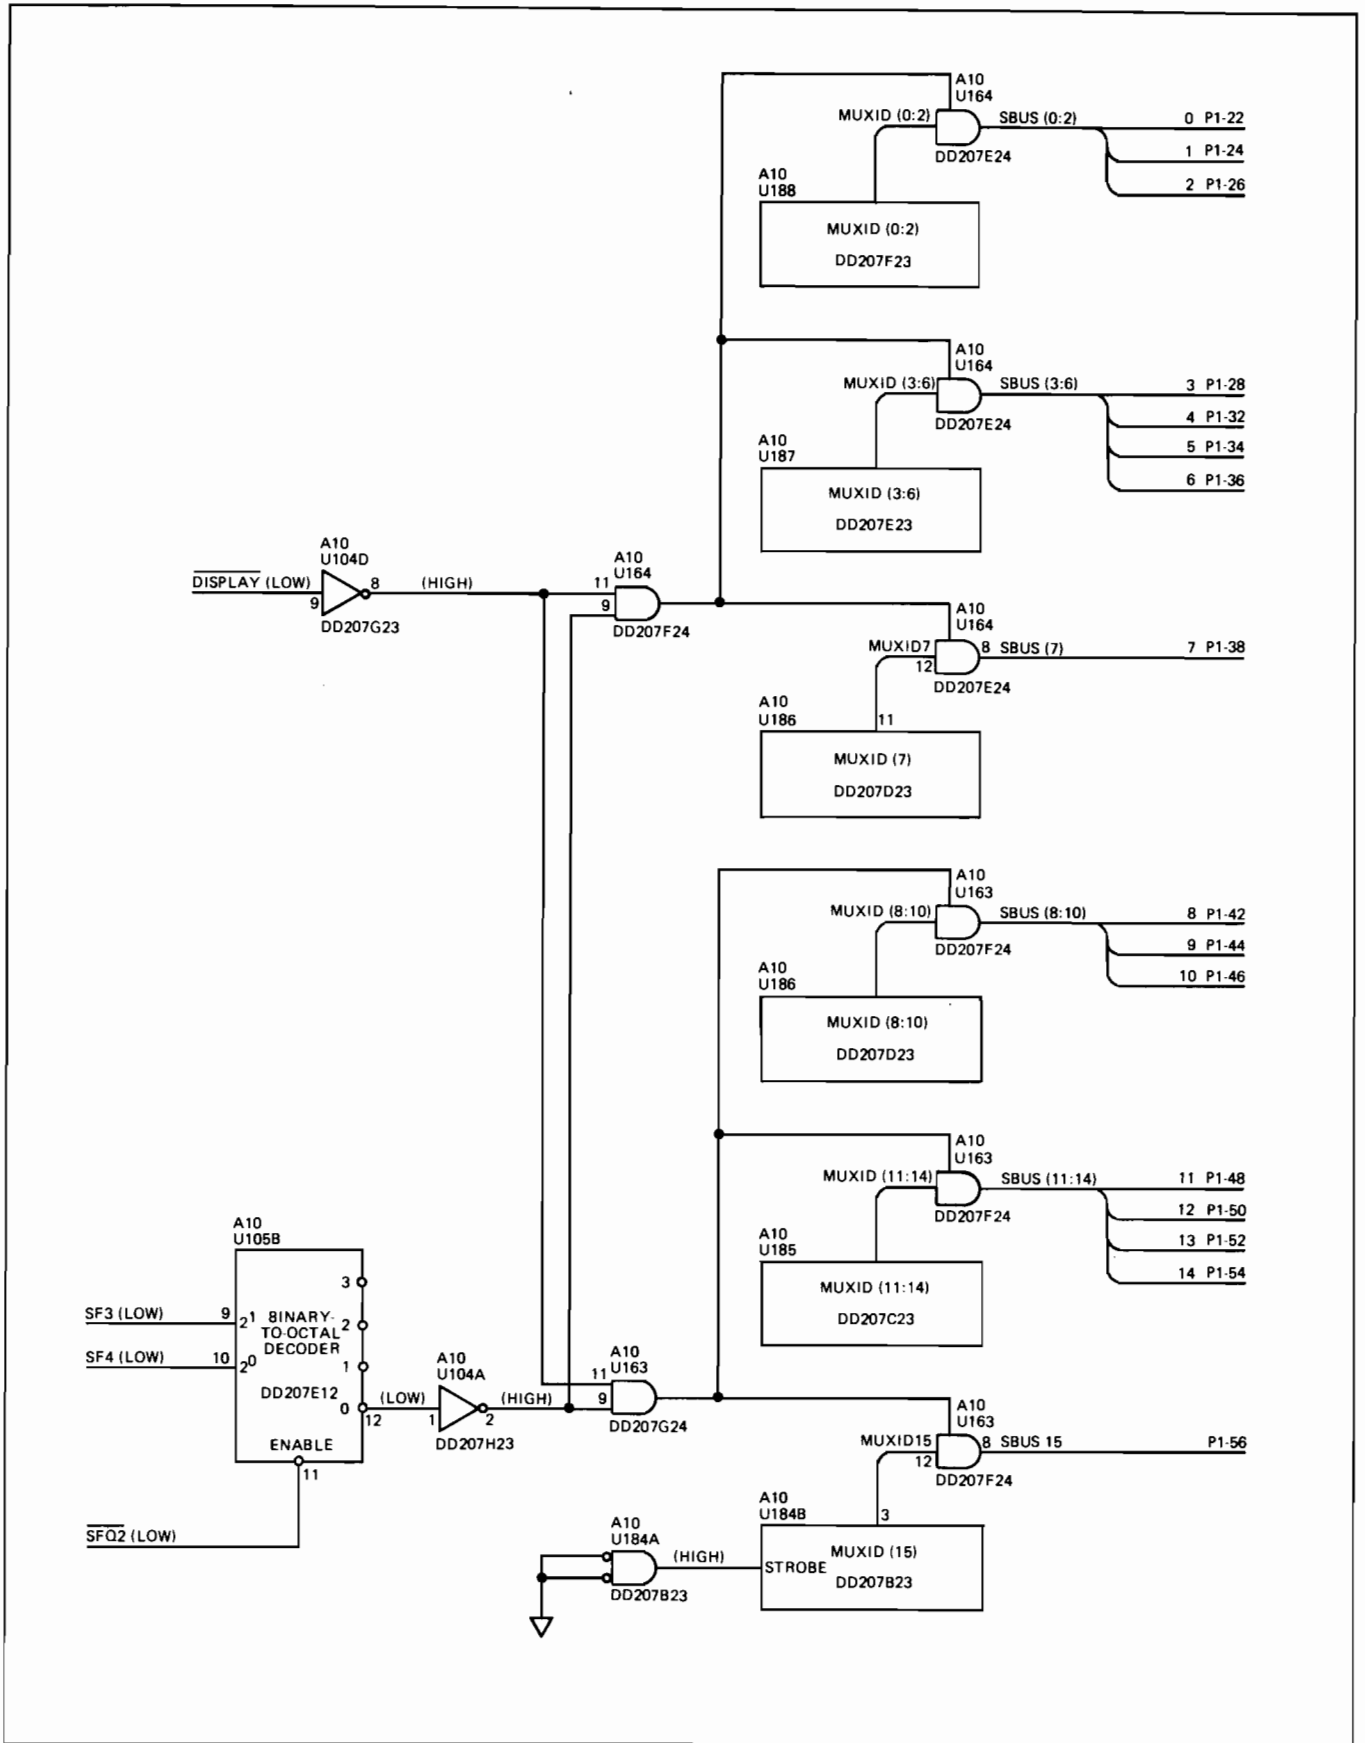 A10
U164
MUXID (0:2)
SBUS (0:2)
0 P1-22
DD207E24
1 P1-24
2 P1-26
A10
U188
MUXID (0:2)
DD207F23
A10
U164
MUXID (3:6)
SBUS (3:6)
3 P1-28
DD207E24
4 P1-32
5 P1-34
6 P1-36
A10
U187
MUXID (3:6)
DD207E23
A10
U104D
DISPLAY (LOW)
9
8
(HIGH)
DD207G23
A10
U164
11
9
DD207F24
A10
U164
MUXID7
12
8 SBUS (7)
7 P1-38
DD207E24
A10
U186
11
MUXID (7)
DD207D23
A10
U163
MUXID (8:10)
SBUS (8:10)
8 P1-42
DD207F24
9 P1-44
10 P1-46
A10
U186
MUXID (8:10)
DD207D23
A10
U163
MUXID (11:14)
SBUS (11:14)
11 P1-48
DD207F24
12 P1-50
13 P1-52
14 P1-54
A10
U185
MUXID (11:14)
DD207C23
A10
U105B
3
SF3 (LOW)
9
2¹
BINARY-
TO-OCTAL
DECODER
2
SF4 (LOW)
10
2⁰
1
DD207E12
0
12
(LOW)
ENABLE
11
SFQ2 (LOW)
A10
U104A
1
2
(HIGH)
DD207H23
A10
U163
11
9
DD207G24
A10
U163
MUXID15
12
8 SBUS 15
P1-56
DD207F24
A10
U184B
3
A10
U184A
(HIGH)
STROBE
MUXID (15)
DD207B23
DD207B23